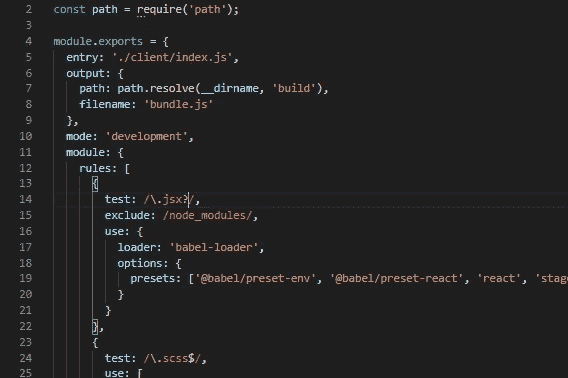 2 const path = require('path');
3
4 module.exports = {
5 entry: './client/index.js',
6 output: {
7 path: path.resolve(__dirname, 'build'),
8 filename: 'bundle.js'
9 },
10 mode: 'development',
11 module: {
12 rules: [
13 {
14 test: /\.jsx?/,
15 exclude: /node_modules/,
16 use: {
17 loader: 'babel-loader',
18 options: {
19 presets: ['@babel/preset-env', '@babel/preset-react', 'react', 'stag
20 }
21 }
22 },
23 {
24 test: /\.scss$/,
25 use: [